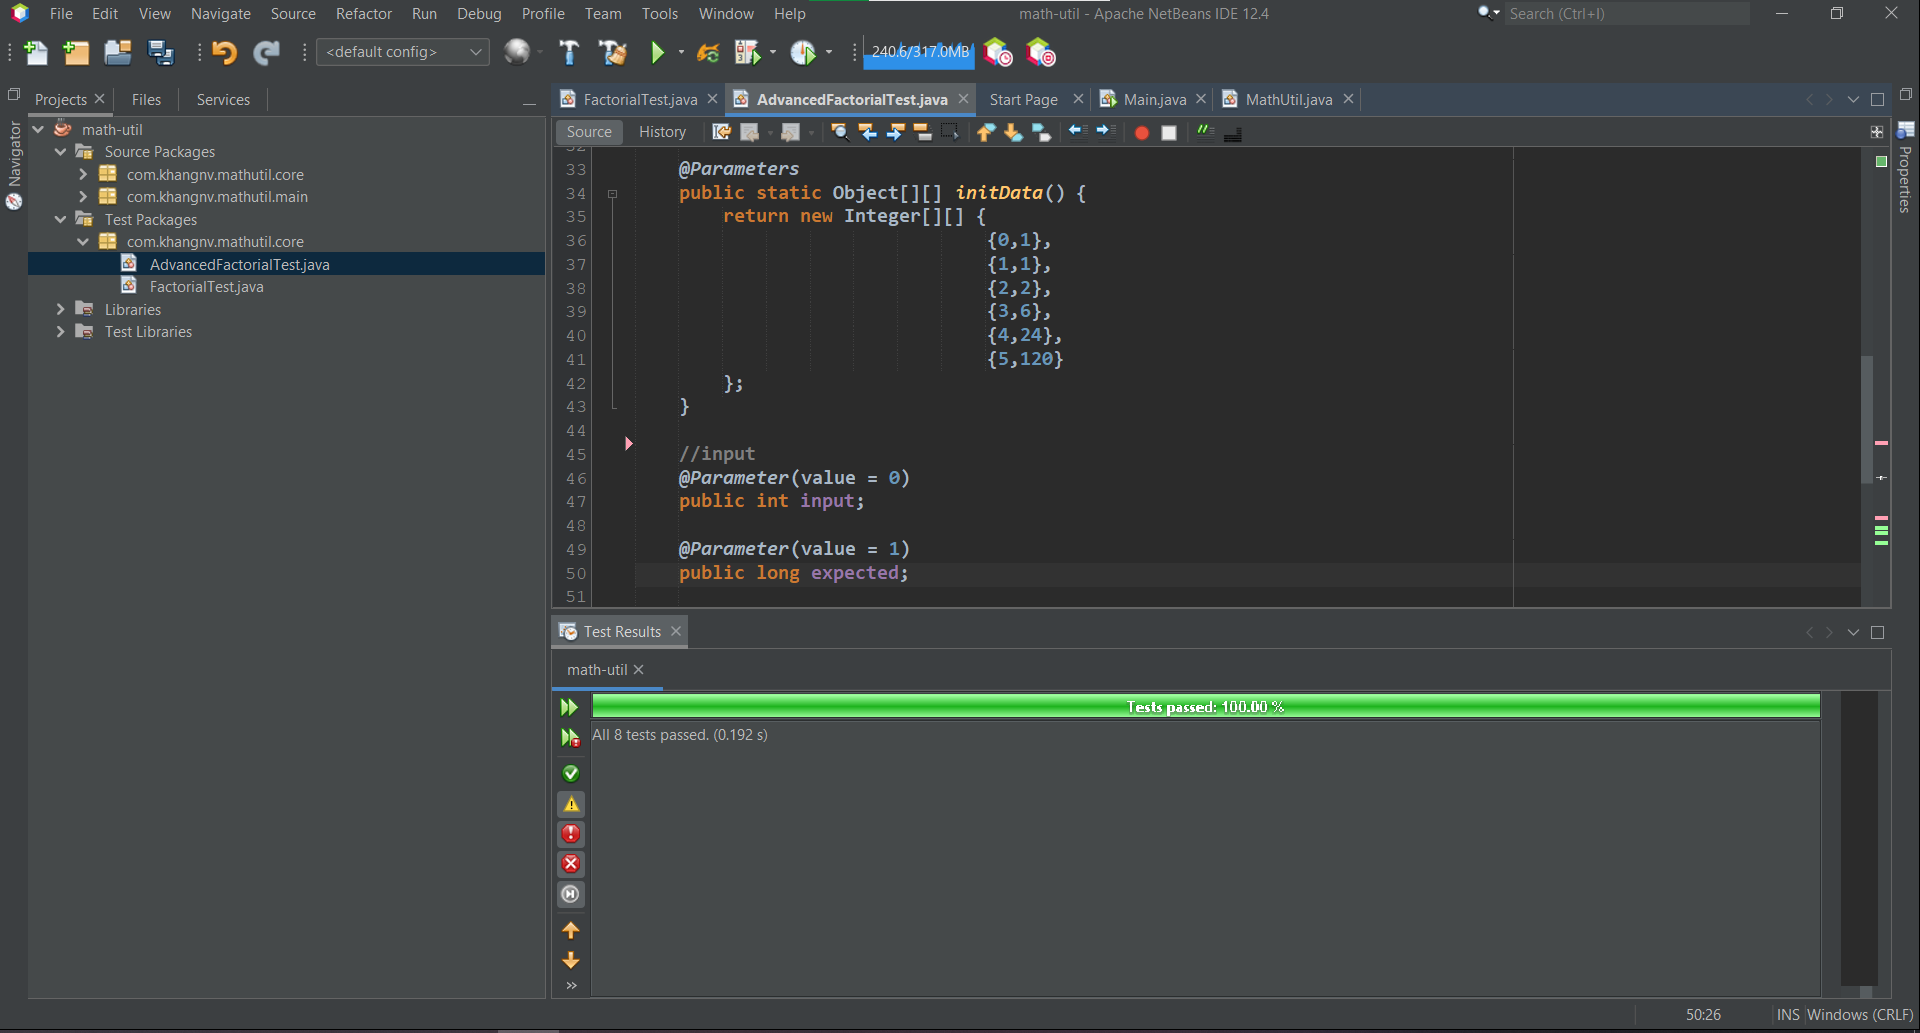 File Edit View Navigate Source Refactor Run Debug Profile Team Tools Window Help
math-util - Apache NetBeans IDE 12.4
Search (Ctrl+I)
<default config>
240.6/317.0MB
Projects Files Services
Navigator
math-util
Source Packages
com.khangnv.mathutil.core
com.khangnv.mathutil.main
Test Packages
com.khangnv.mathutil.core
AdvancedFactorialTest.java
FactorialTest.java
Libraries
Test Libraries
FactorialTest.java AdvancedFactorialTest.java Start Page Main.java MathUtil.java
Source History
Properties
32
33 @Parameters
34 public static Object[][] initData() {
35 return new Integer[][] {
36 {0,1},
37 {1,1},
38 {2,2},
39 {3,6},
40 {4,24},
41 {5,120}
42 };
43 }
44
45 //input
46 @Parameter(value = 0)
47 public int input;
48
49 @Parameter(value = 1)
50 public long expected;
51
Test Results
math-util
Tests passed: 100.00 %
All 8 tests passed. (0.192 s)
50:26 INS Windows (CRLF)